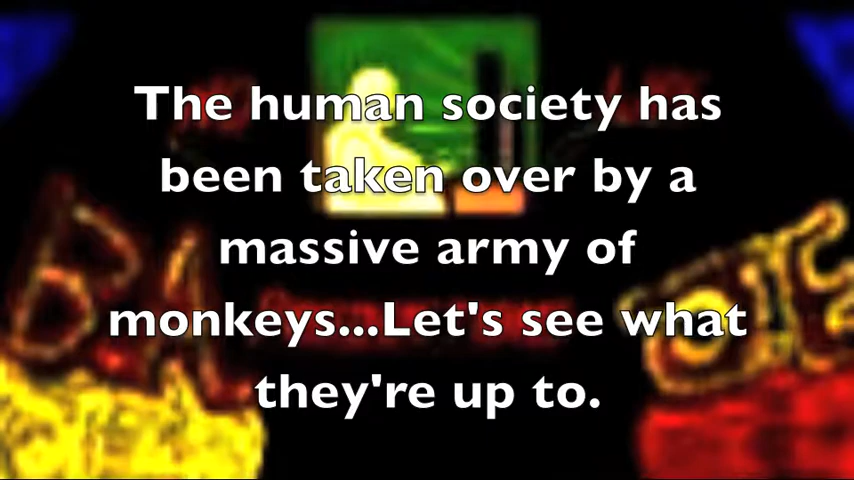 The human society has
been taken over by a
massive army of
monkeys...Let's see what
they're up to.